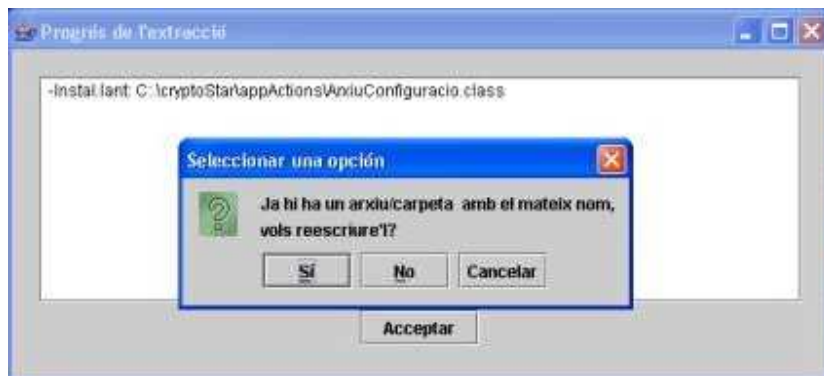 Progrés de l'extracció
-Instal.lant: C:\cryptoStar\appActions\ArxiuConfiguracio.class
Seleccionar una opción
Ja hi ha un arxiu/carpeta amb el mateix nom,
vols reescriure'l?
Sí No Cancelar
Acceptar